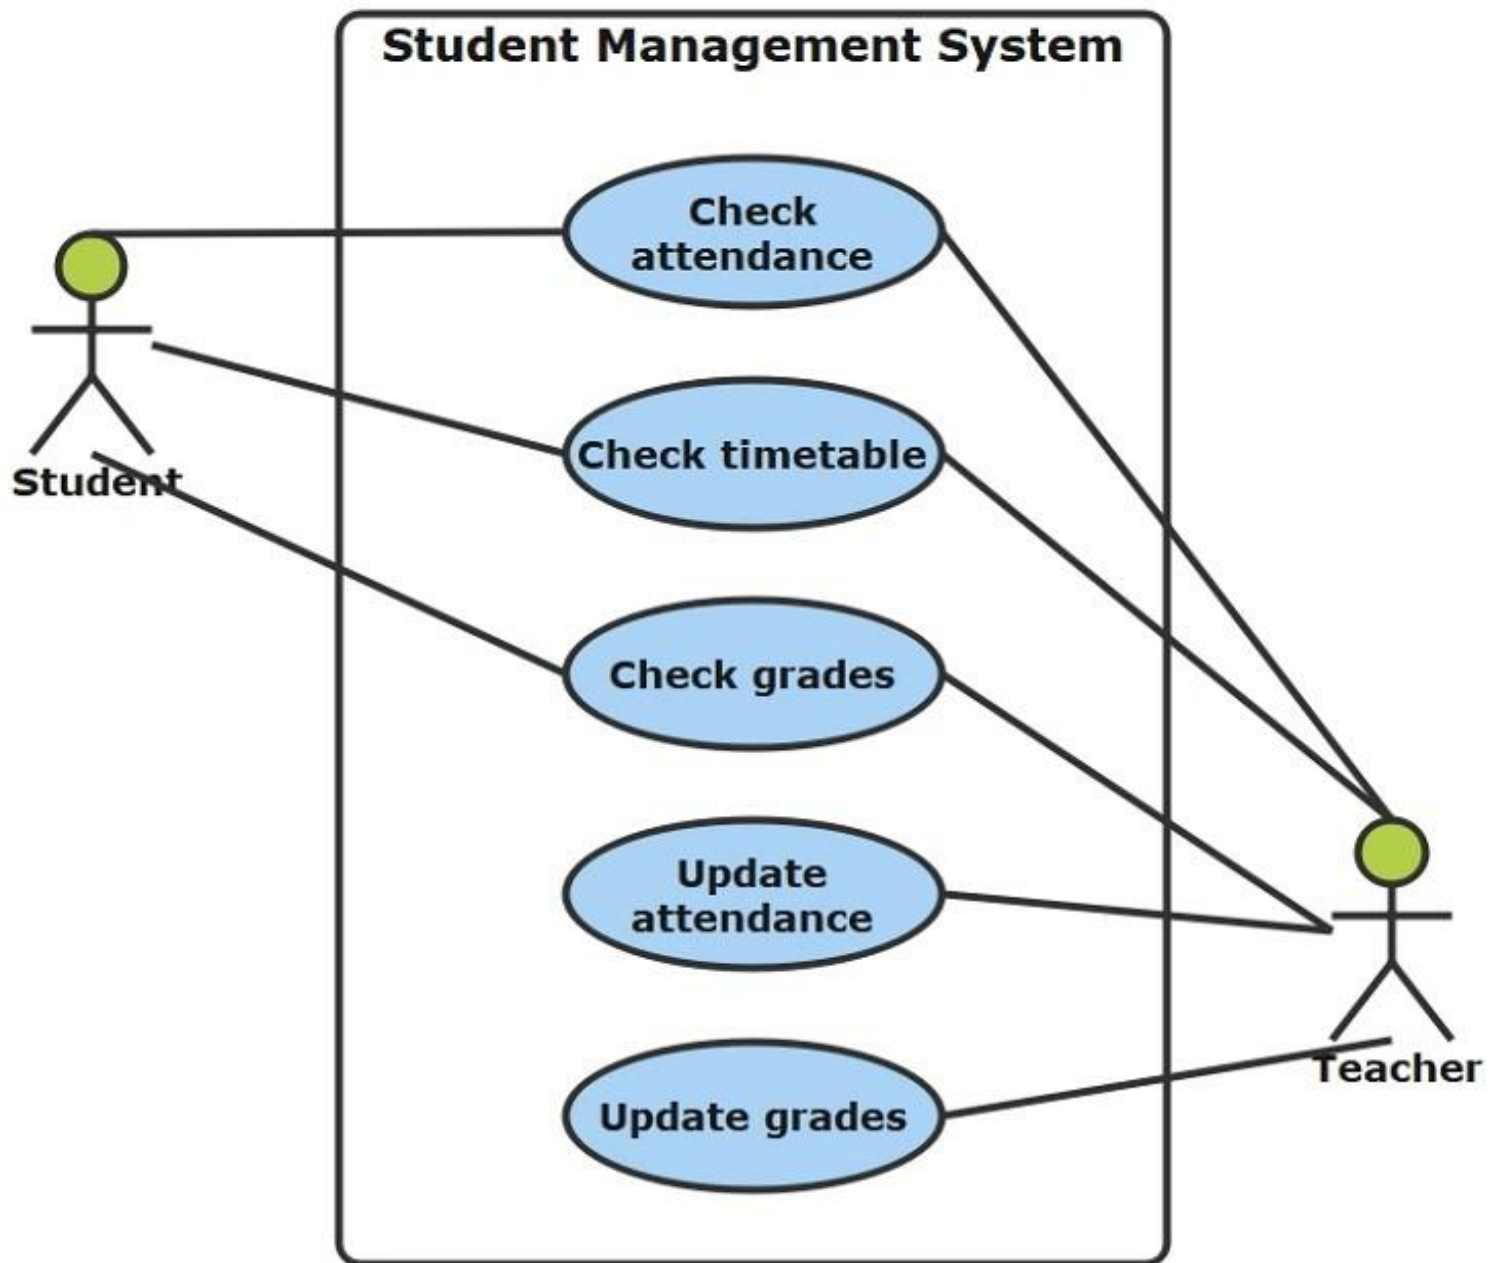 Student Management System
Check
attendance
Student
Check timetable
Check grades
Update
attendance
Teacher
Update grades